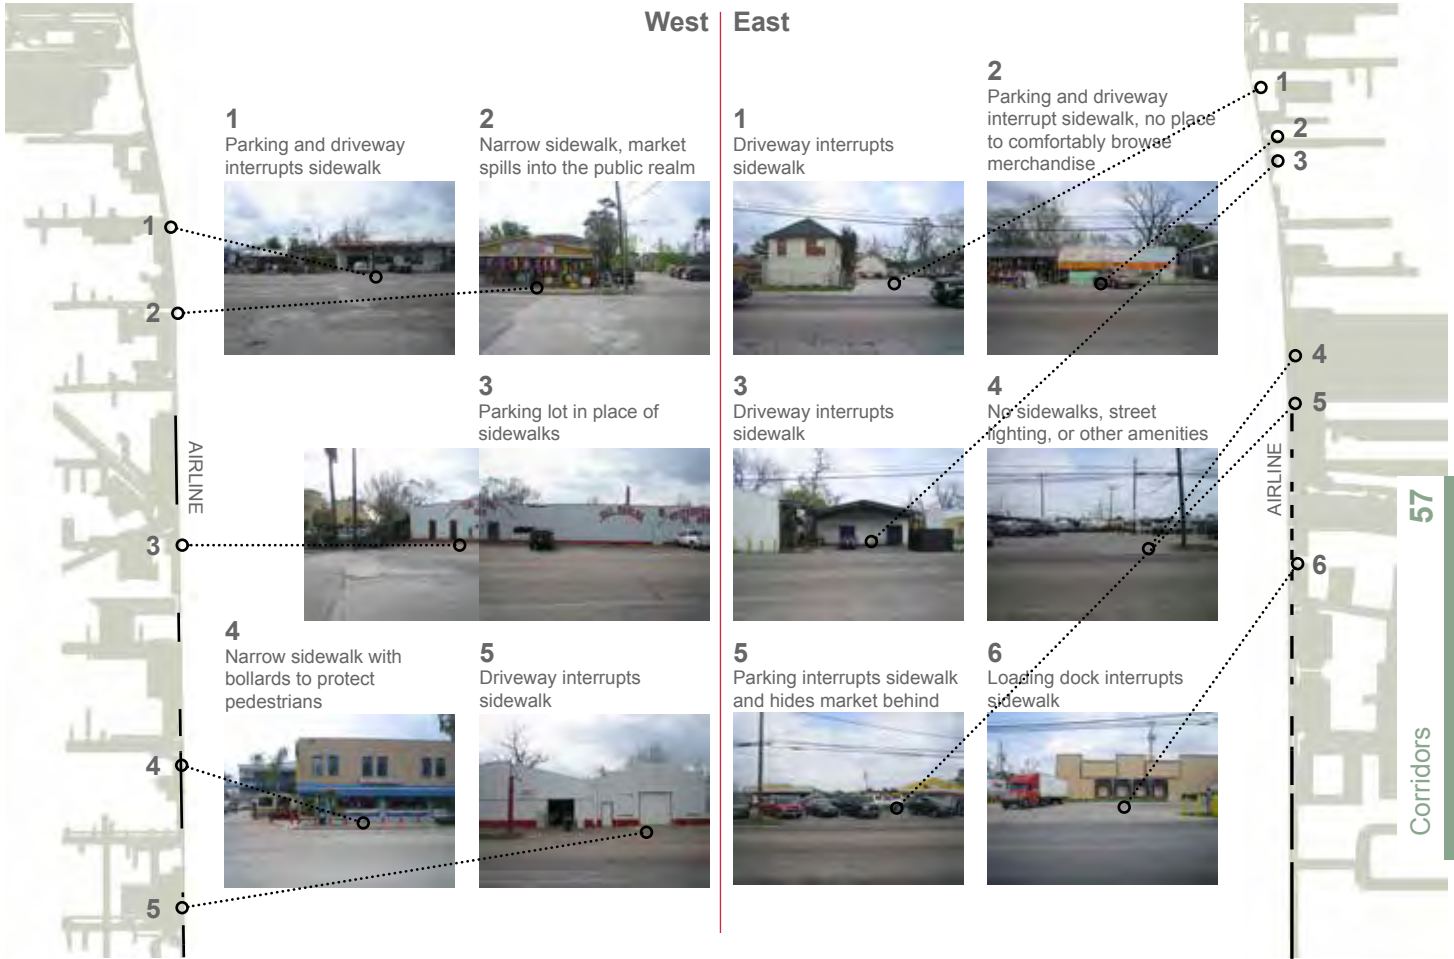 West
East
1
Parking and driveway
interrupts sidewalk
2
Narrow sidewalk, market
spills into the public realm
1
Driveway interrupts
sidewalk
2
Parking and driveway
interrupt sidewalk, no place
to comfortably browse
merchandise
3
Parking lot in place of
sidewalks
3
Driveway interrupts
sidewalk
4
No sidewalks, street
lighting, or other amenities
4
Narrow sidewalk with
bollards to protect
pedestrians
5
Driveway interrupts
sidewalk
5
Parking interrupts sidewalk
and hides market behind
6
Loading dock interrupts
sidewalk
1
2
AIRLINE
3
4
5
1
2
3
4
5
AIRLINE
6
57
Corridors